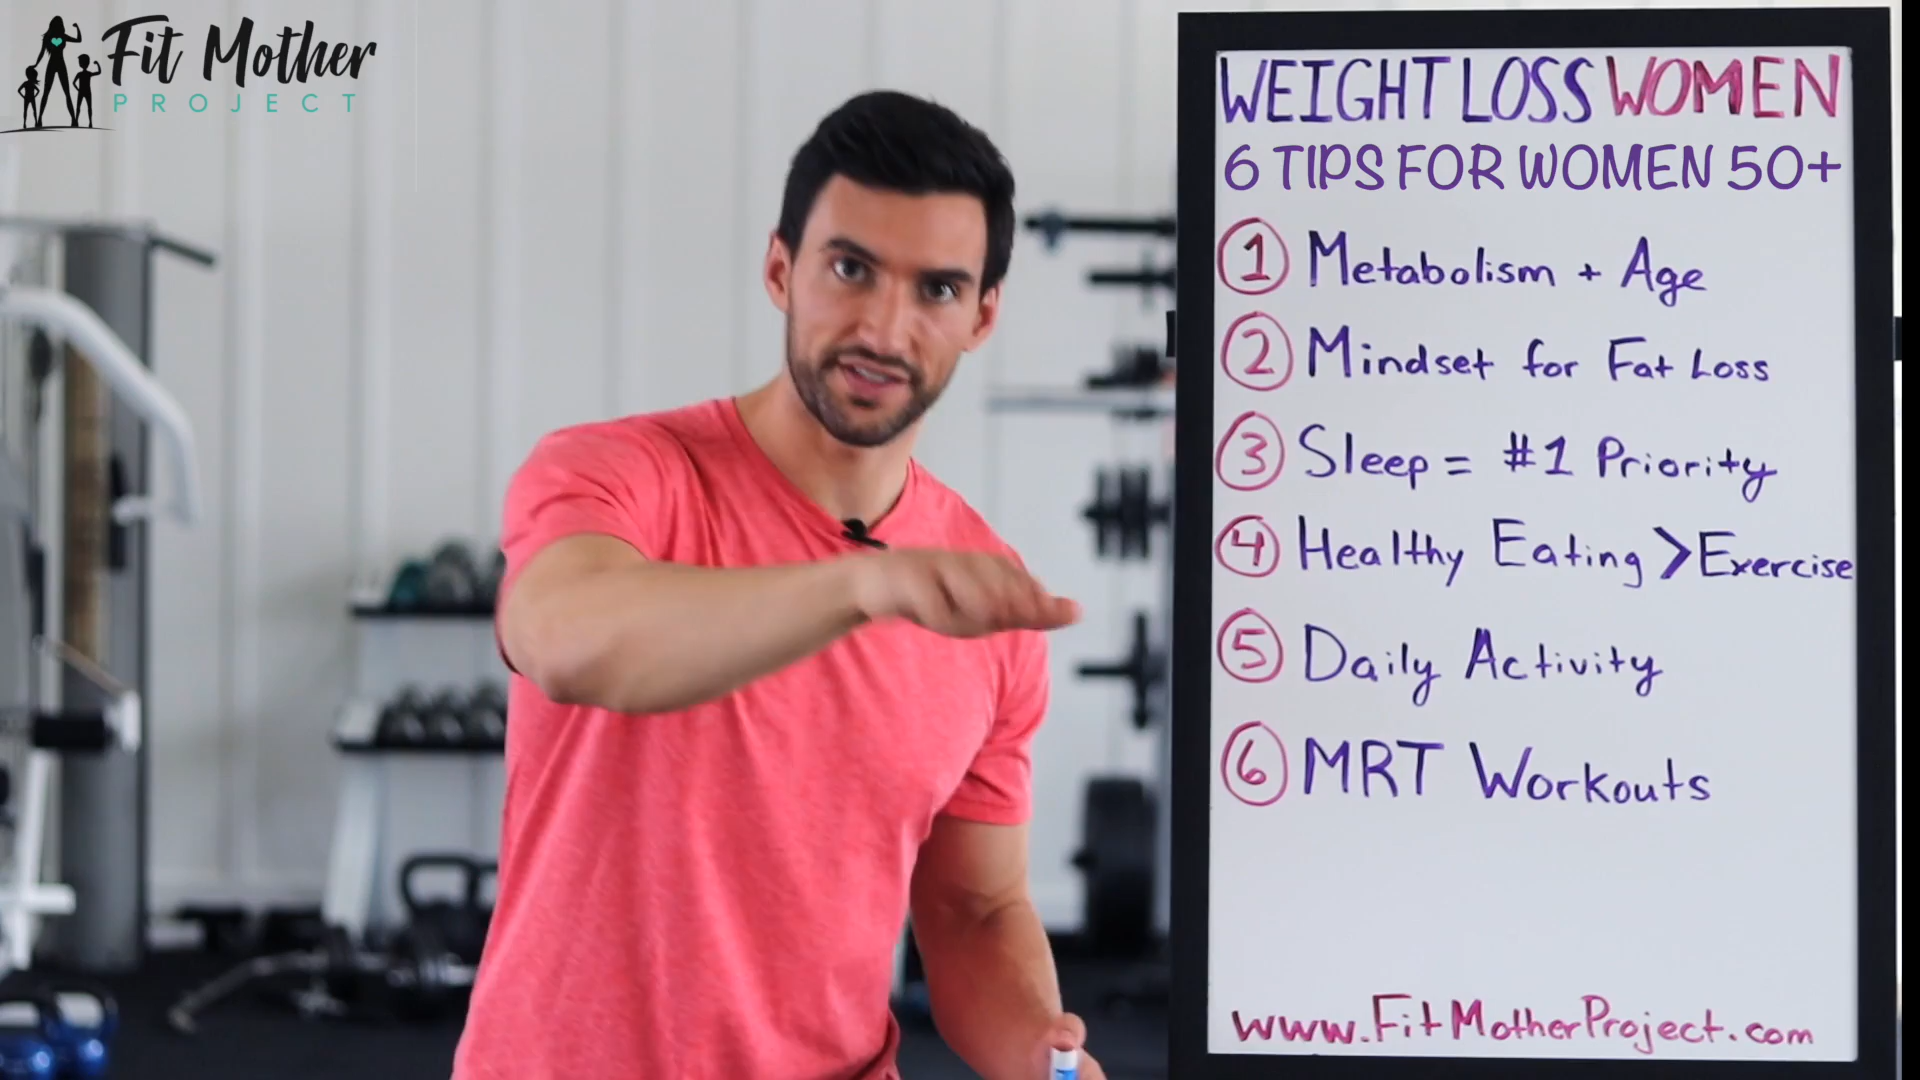 Fit Mother
PROJECT
WEIGHT LOSS WOMEN
6 TIPS FOR WOMEN 50+
1 Metabolism + Age
2 Mindset for Fat Loss
3 Sleep = #1 Priority
4 Healthy Eating > Exercise
5 Daily Activity
6 MRT Workouts
www.FitMotherProject.com